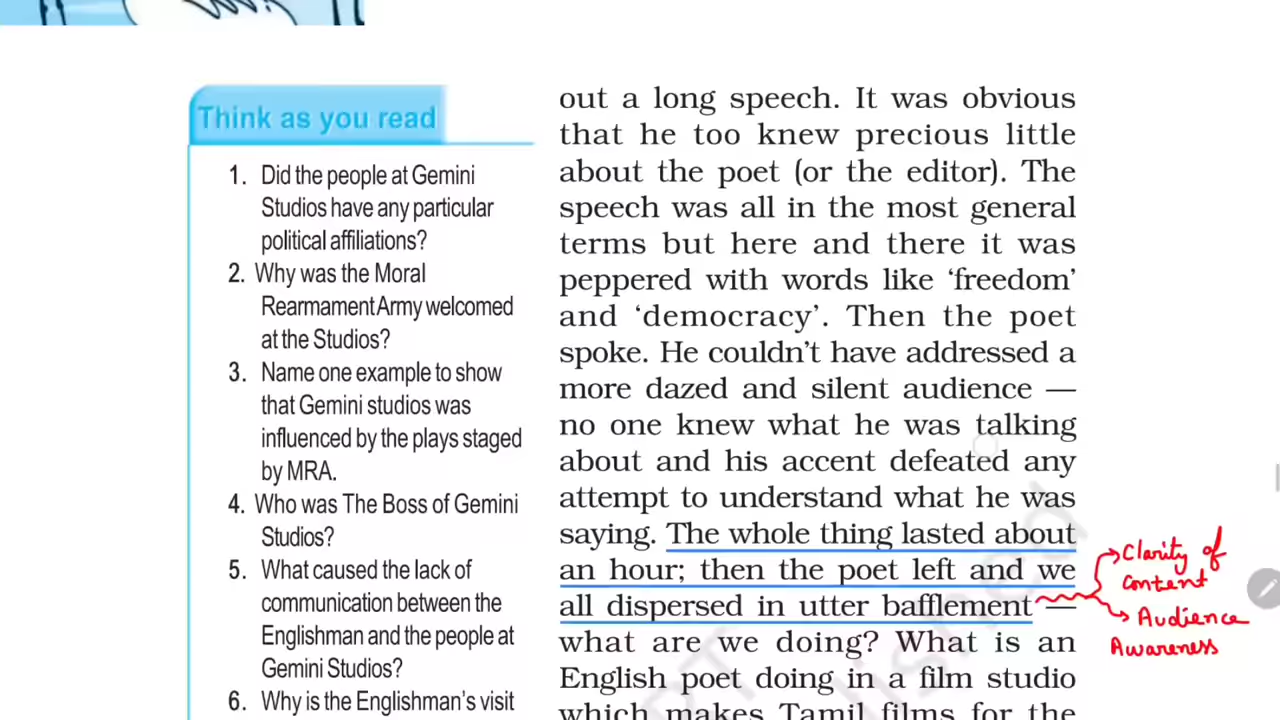 Think as you read
1. Did the people at Gemini
Studios have any particular
political affiliations?
2. Why was the Moral
Rearmament Army welcomed
at the Studios?
3. Name one example to show
that Gemini studios was
influenced by the plays staged
by MRA.
4. Who was The Boss of Gemini
Studios?
5. What caused the lack of
communication between the
Englishman and the people at
Gemini Studios?
6. Why is the Englishman's visit
out a long speech. It was obvious
that he too knew precious little
about the poet (or the editor). The
speech was all in the most general
terms but here and there it was
peppered with words like ‘freedom’
and ‘democracy’. Then the poet
spoke. He couldn't have addressed a
more dazed and silent audience —
no one knew what he was talking
about and his accent defeated any
attempt to understand what he was
saying. The whole thing lasted about
an hour; then the poet left and we
all dispersed in utter bafflement —
what are we doing? What is an
English poet doing in a film studio
which makes Tamil films for the
Clarity of
Content
Audience
Awareness